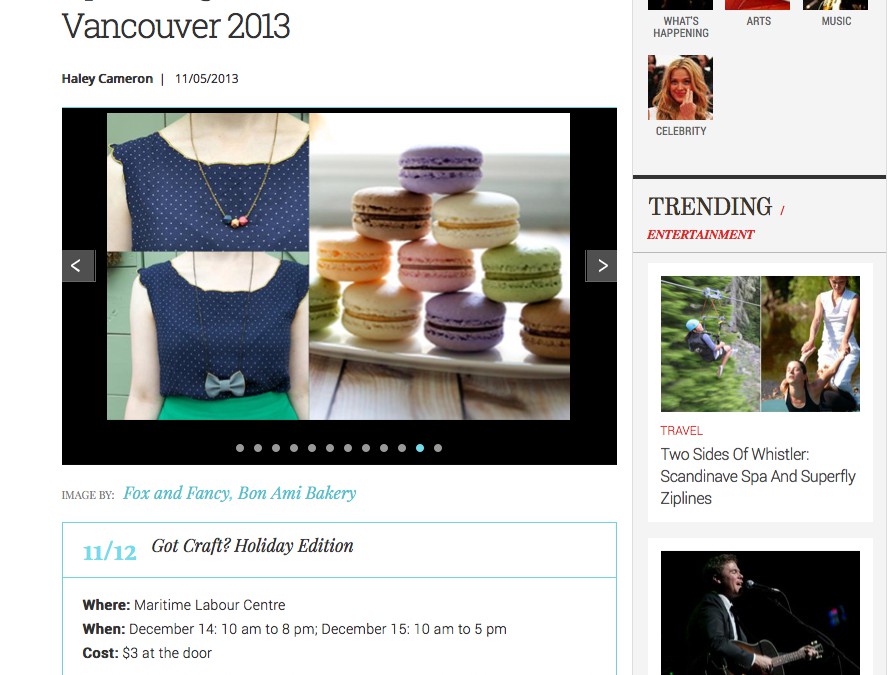 Vancouver 2013
Haley Cameron | 11/05/2013
<
>
IMAGE BY: Fox and Fancy, Bon Ami Bakery
11/12 Got Craft? Holiday Edition
Where: Maritime Labour Centre
When: December 14: 10 am to 8 pm; December 15: 10 am to 5 pm
Cost: $3 at the door
WHAT'S
HAPPENING
ARTS
MUSIC
CELEBRITY
TRENDING /
ENTERTAINMENT
TRAVEL
Two Sides Of Whistler:
Scandinave Spa And Superfly
Ziplines